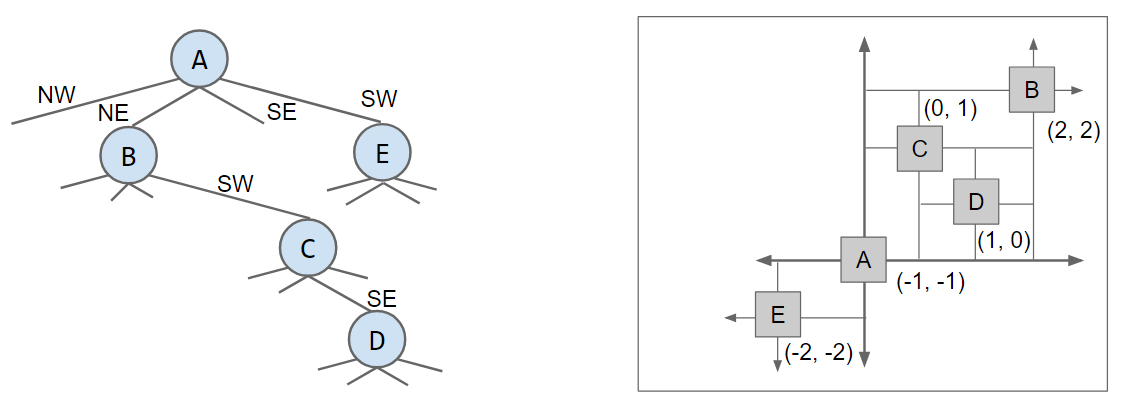 A
NW
NE
SE
SW
B
E
SW
C
SE
D
B
(0, 1)
(2, 2)
C
D
(1, 0)
A
(-1, -1)
E
(-2, -2)